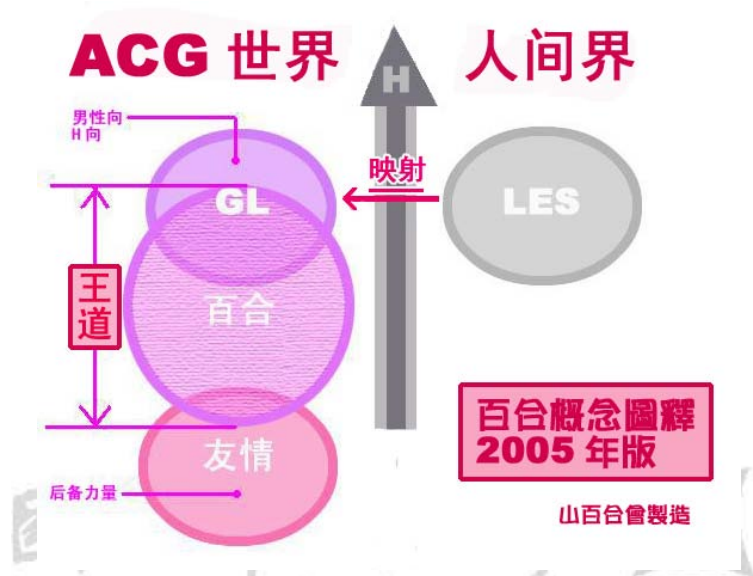 ACG 世界
人间界
H
男性向
H 向
映射
GL
LES
王道
百合
友情
后备力量
百合概念圖釋
2005 年版
山百合會製造